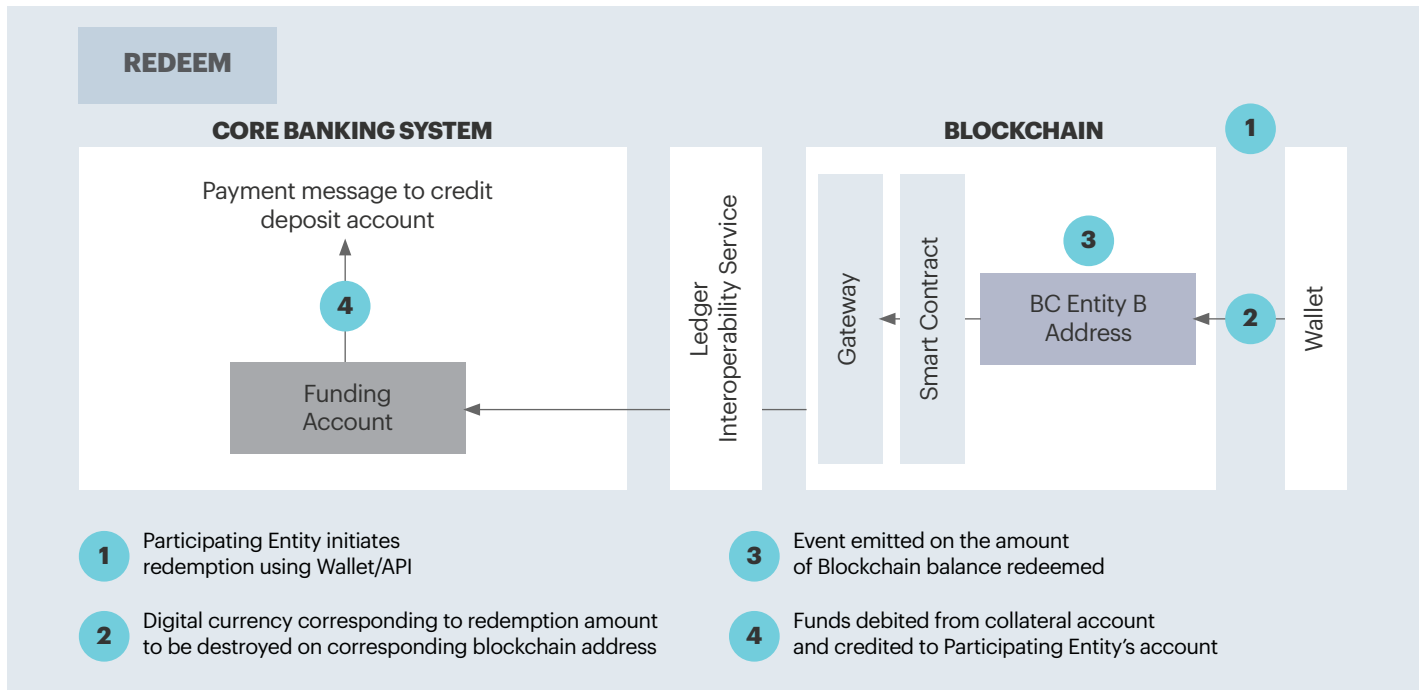 REDEEM
CORE BANKING SYSTEM
BLOCKCHAIN
1
Payment message to credit
deposit account
4
Funding
Account
Ledger
Interoperability Service
Gateway
Smart Contract
3
BC Entity B
Address
2
Wallet
1
Participating Entity initiates
redemption using Wallet/API
2
Digital currency corresponding to redemption amount
to be destroyed on corresponding blockchain address
3
Event emitted on the amount
of Blockchain balance redeemed
4
Funds debited from collateral account
and credited to Participating Entity’s account